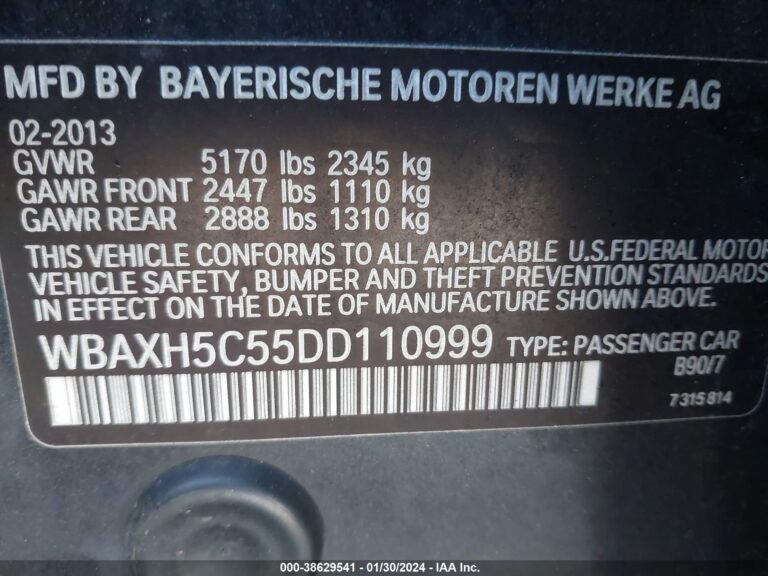 MFD BY BAYERISCHE MOTOREN WERKE AG
02-2013
GVWR 5170 lbs 2345 kg
GAWR FRONT 2447 lbs 1110 kg
GAWR REAR 2888 lbs 1310 kg
THIS VEHICLE CONFORMS TO ALL APPLICABLE U.S.FEDERAL MOTOR
VEHICLE SAFETY, BUMPER AND THEFT PREVENTION STANDARDS
IN EFFECT ON THE DATE OF MANUFACTURE SHOWN ABOVE.
WBAXH5C55DD110999 TYPE: PASSENGER CAR
B90/7
7 315 814
000-38629541 - 01/30/2024 - IAA Inc.